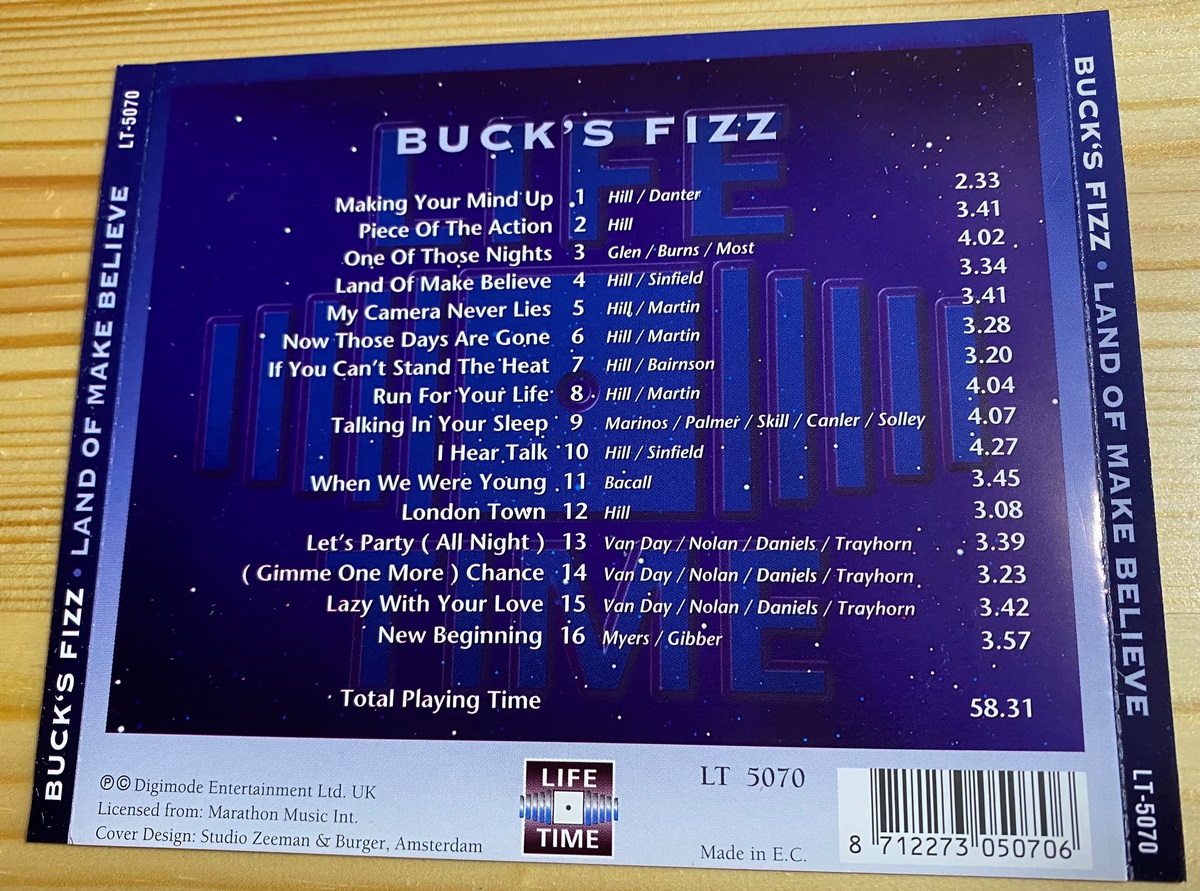 BUCK'S FIZZ
Making Your Mind Up 1 Hill / Danter 2.33
Piece Of The Action 2 Hill 3.41
One Of Those Nights 3 Glen / Burns / Most 4.02
Land Of Make Believe 4 Hill / Sinfield 3.34
My Camera Never Lies 5 Hill / Martin 3.41
Now Those Days Are Gone 6 Hill / Martin 3.28
If You Can't Stand The Heat 7 Hill / Bairnson 3.20
Run For Your Life 8 Hill / Martin 4.04
Talking In Your Sleep 9 Marinos / Palmer / Skill / Canler / Solley 4.07
I Hear Talk 10 Hill / Sinfield 4.27
When We Were Young 11 Bacall 3.45
London Town 12 Hill 3.08
Let's Party ( All Night ) 13 Van Day / Nolan / Daniels / Trayhorn 3.39
( Gimme One More ) Chance 14 Van Day / Nolan / Daniels / Trayhorn 3.23
Lazy With Your Love 15 Van Day / Nolan / Daniels / Trayhorn 3.42
New Beginning 16 Myers / Gibber 3.57
Total Playing Time 58.31
℗ © Digimode Entertainment Ltd. UK
Licensed from: Marathon Music Int.
Cover Design: Studio Zeeman & Burger, Amsterdam
LIFE
TIME
LT 5070
Made in E.C.
8 712273 050706
BUCK'S FIZZ • LAND OF MAKE BELIEVE LT-5070
BUCK'S FIZZ • LAND OF MAKE BELIEVE LT-5070
LIFE
TIME